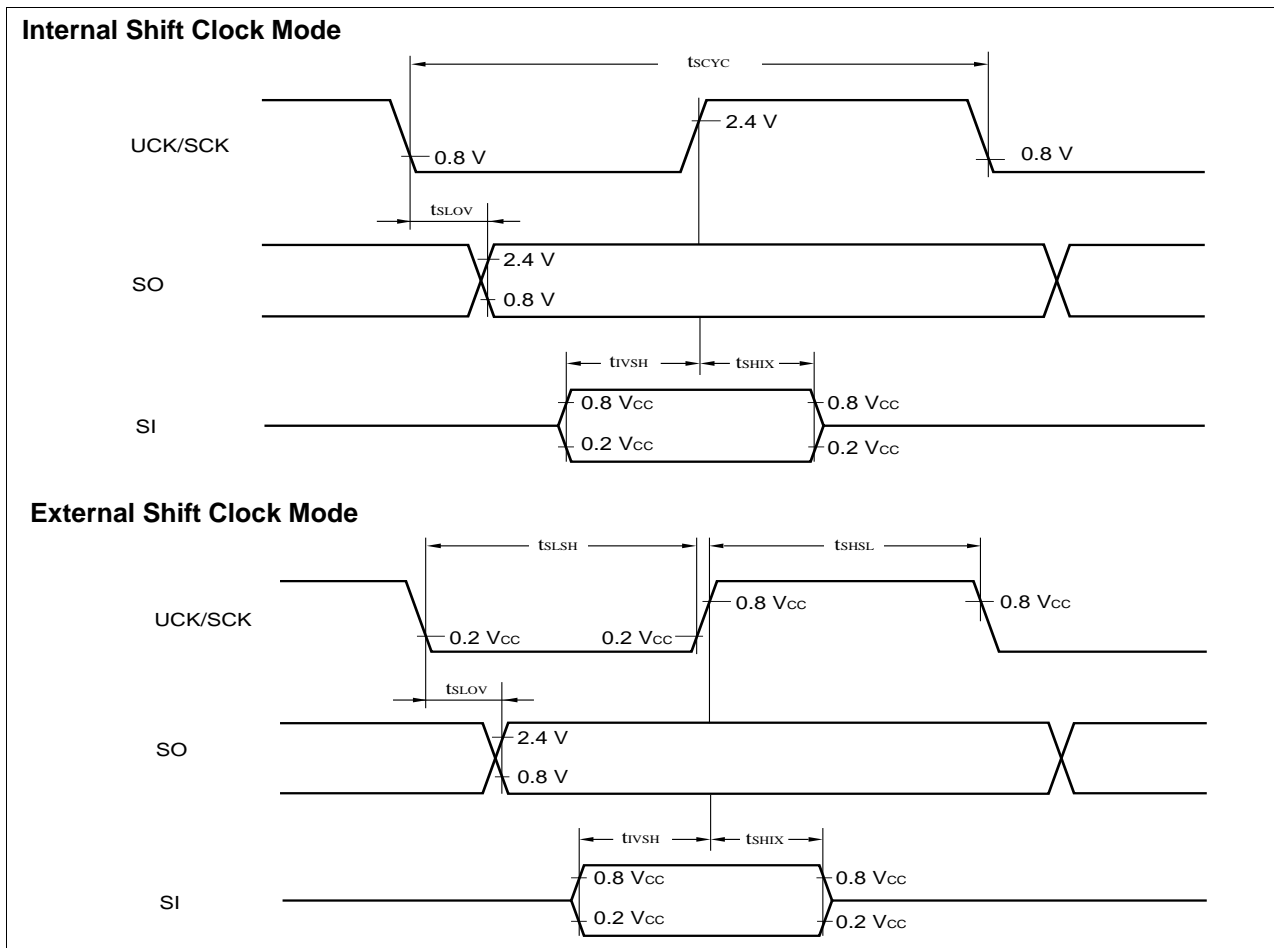 Internal Shift Clock Mode
tSCYC
UCK/SCK
2.4 V
0.8 V
0.8 V
tSLOV
SO
2.4 V
0.8 V
tIVSH
tSHIX
SI
0.8 VCC
0.8 VCC
0.2 VCC
0.2 VCC
External Shift Clock Mode
tSLSH
tSHSL
UCK/SCK
0.8 VCC
0.8 VCC
0.2 VCC
0.2 VCC
tSLOV
SO
2.4 V
0.8 V
tIVSH
tSHIX
SI
0.8 VCC
0.8 VCC
0.2 VCC
0.2 VCC